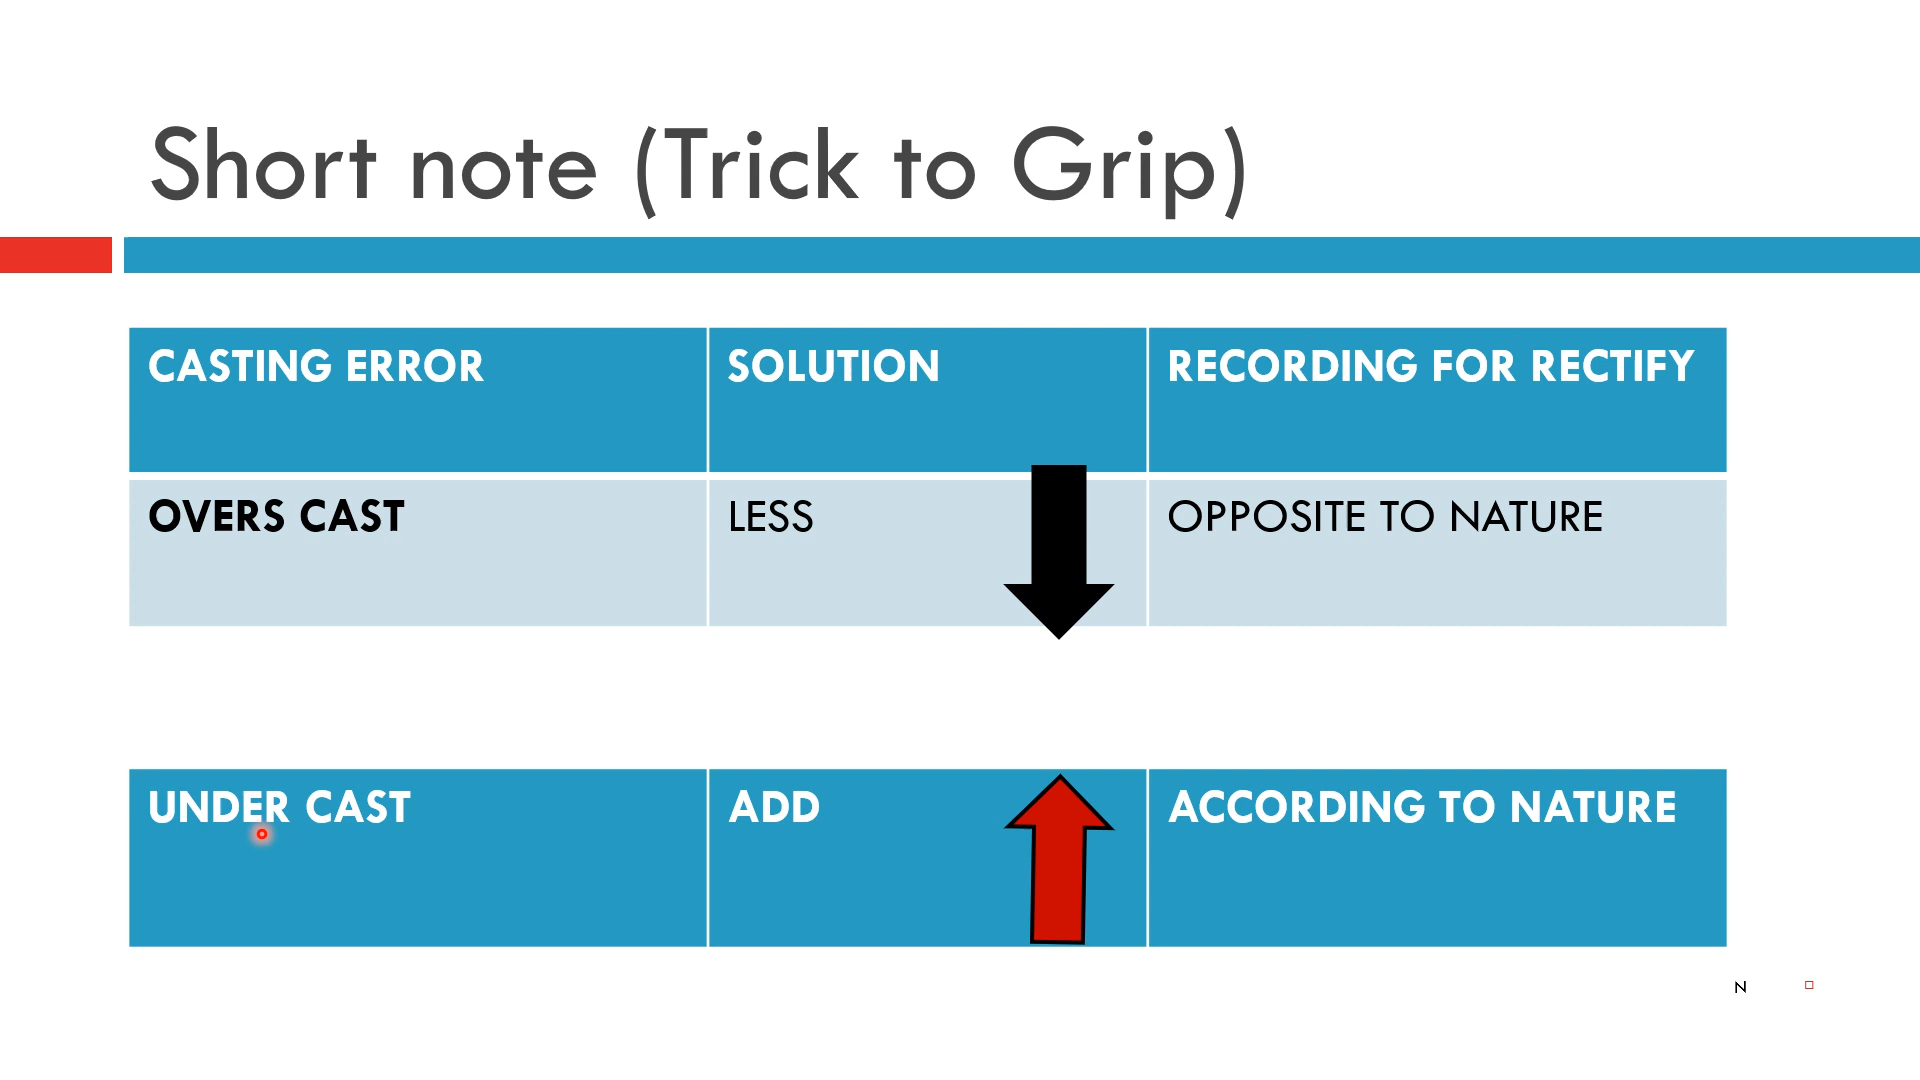 Short note (Trick to Grip)
CASTING ERROR
SOLUTION
RECORDING FOR RECTIFY
OVERS CAST
LESS
OPPOSITE TO NATURE
UNDER CAST
ADD
ACCORDING TO NATURE
N